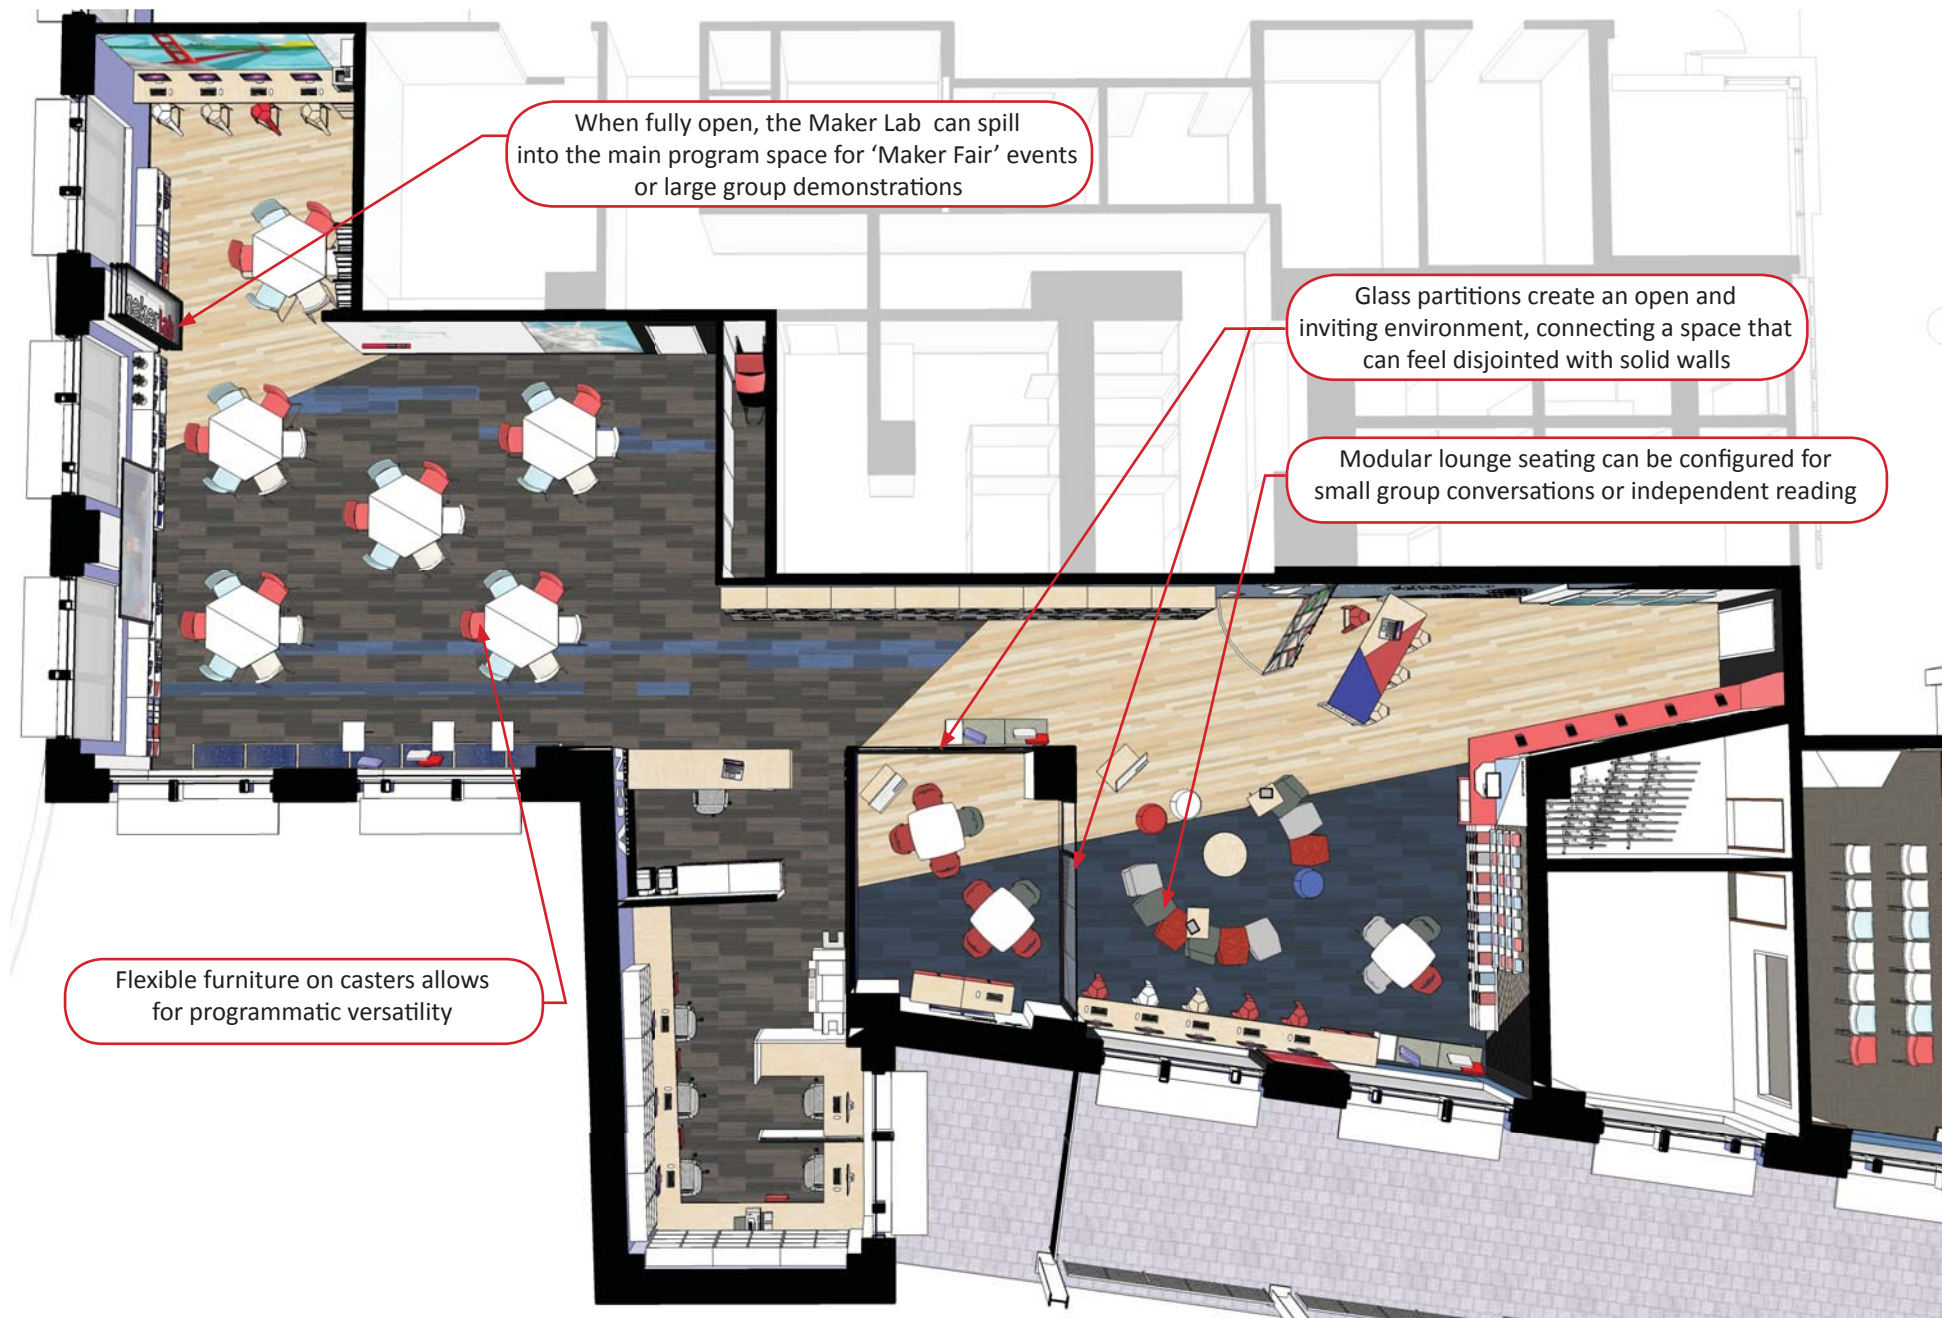 When fully open, the Maker Lab can spill
into the main program space for ‘Maker Fair’ events
or large group demonstrations
makerlab
Glass partitions create an open and
inviting environment, connecting a space that
can feel disjointed with solid walls
Modular lounge seating can be configured for
small group conversations or independent reading
Flexible furniture on casters allows
for programmatic versatility